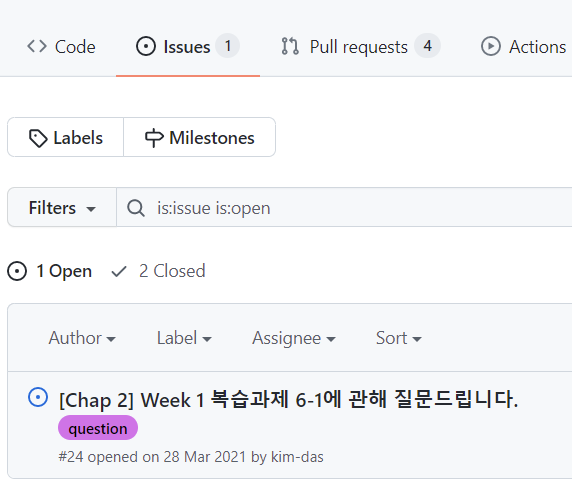 Code Issues 1 Pull requests 4 Actions
Labels Milestones
Filters is:issue is:open
1 Open 2 Closed
Author Label Assignee Sort
[Chap 2] Week 1 복습과제 6-1에 관해 질문드립니다.
question
#24 opened on 28 Mar 2021 by kim-das